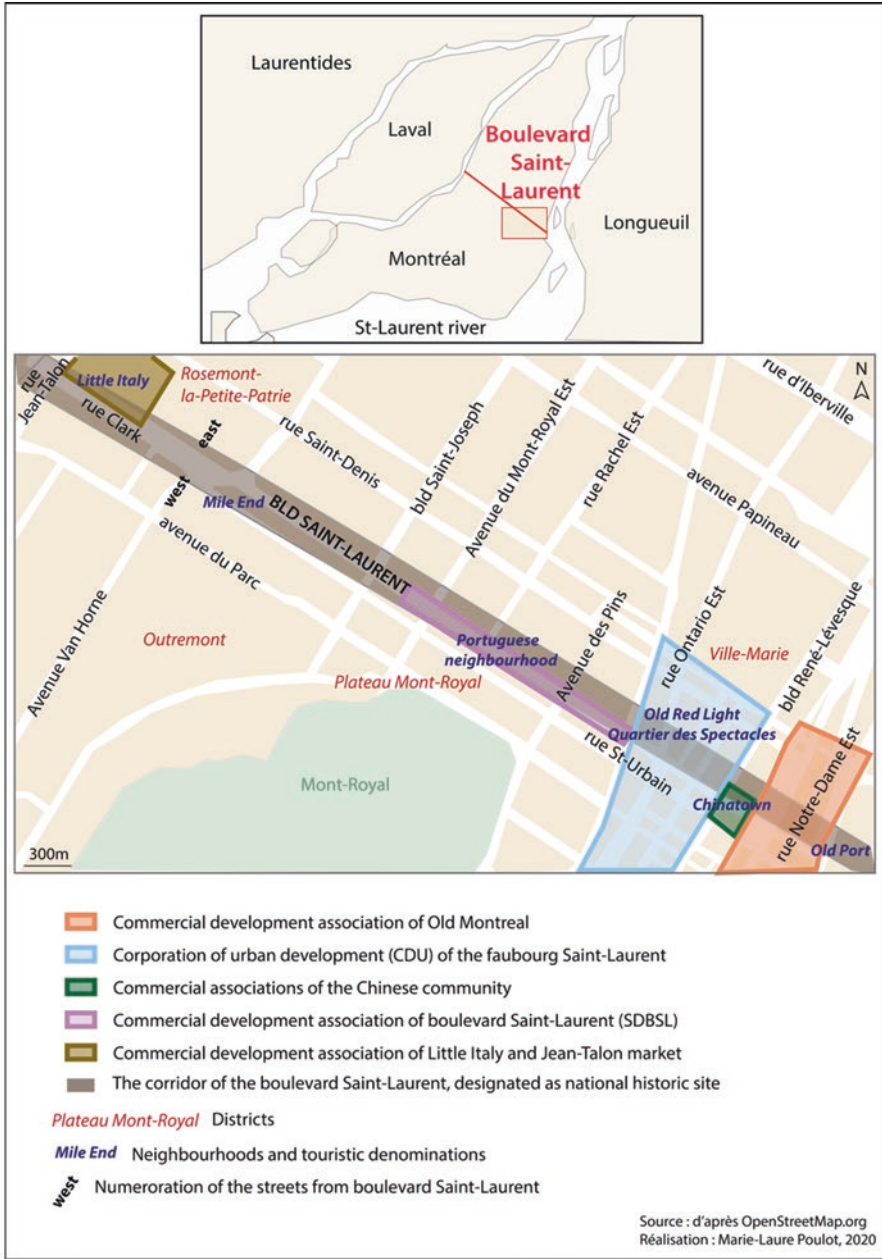 Laurentides
Laval
Boulevard
Saint-
Laurent
Longueuil
Montréal
St-Laurent river
N
rue
Jean-Talon
Little Italy
Rosemont-
la-Petite-Patrie
rue d'Iberville
rue Clark
east
west
rue Saint-Denis
bld Saint-Joseph
Avenue du Mont-Royal Est
rue Rachel Est
avenue Papineau
Mile End
BLD SAINT-LAURENT
avenue du Parc
Avenue Van Horne
Outremont
Portuguese
neighbourhood
Plateau Mont-Royal
Avenue des Pins
rue Ontario Est
Ville-Marie
bld René-Lévesque
Old Red Light
Quartier des Spectacles
rue St-Urbain
Mont-Royal
Chinatown
rue Notre-Dame Est
Old Port
300m
Commercial development association of Old Montreal
Corporation of urban development (CDU) of the faubourg Saint-Laurent
Commercial associations of the Chinese community
Commercial development association of boulevard Saint-Laurent (SDBSL)
Commercial development association of Little Italy and Jean-Talon market
The corridor of the boulevard Saint-Laurent, designated as national historic site
Plateau Mont-Royal Districts
Mile End Neighbourhoods and touristic denominations
west Numeroration of the streets from boulevard Saint-Laurent
Source : d'après OpenStreetMap.org
Réalisation : Marie-Laure Poulot, 2020